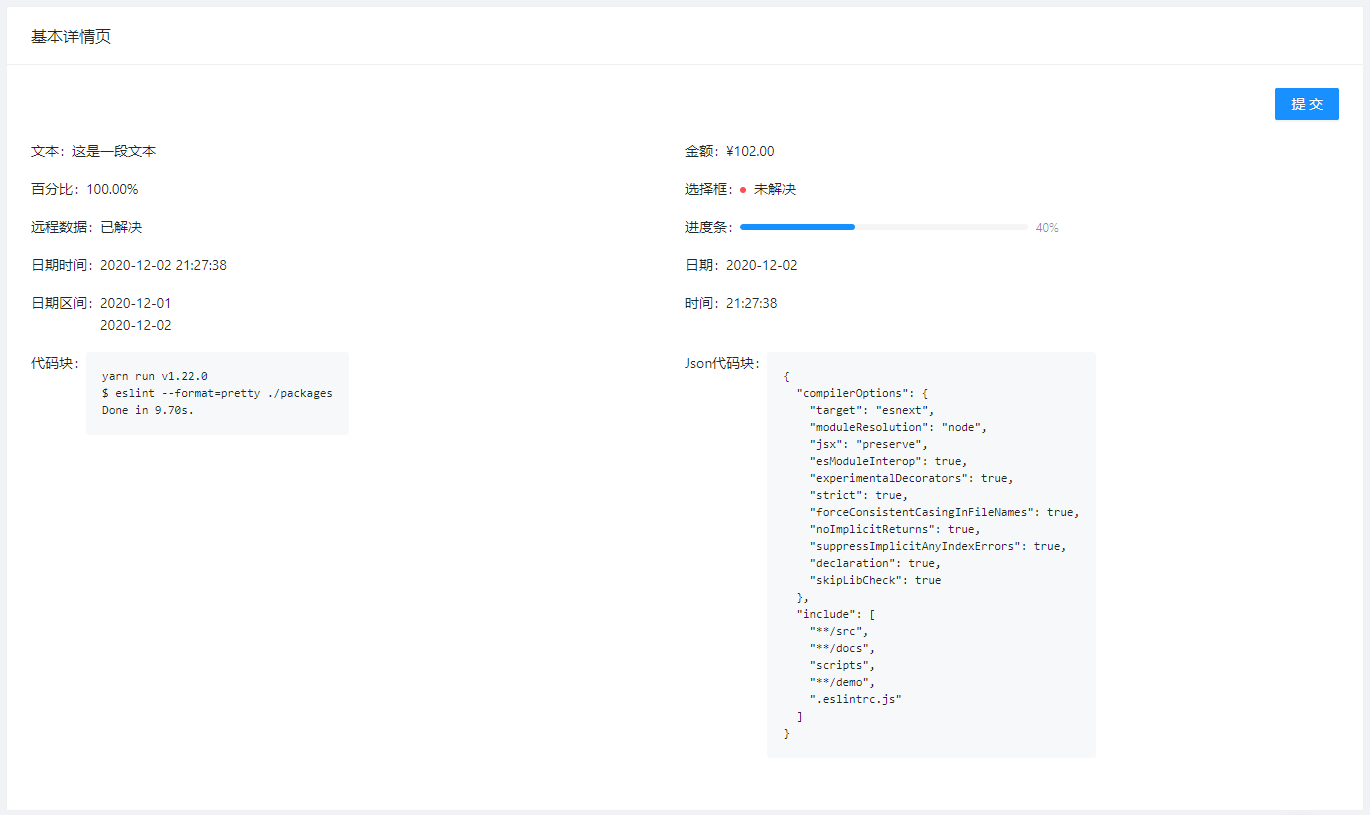 基本详情页
提 交
文本：这是一段文本
金额：¥102.00
百分比：100.00%
选择框：未解决
远程数据：已解决
进度条：40%
日期时间：2020-12-02 21:27:38
日期：2020-12-02
日期区间：2020-12-01
2020-12-02
时间：21:27:38
代码块：
yarn run v1.22.0
$ eslint --format=pretty ./packages
Done in 9.70s.
Json代码块：
{
  "compilerOptions": {
    "target": "esnext",
    "moduleResolution": "node",
    "jsx": "preserve",
    "esModuleInterop": true,
    "experimentalDecorators": true,
    "strict": true,
    "forceConsistentCasingInFileNames": true,
    "noImplicitReturns": true,
    "suppressImplicitAnyIndexErrors": true,
    "declaration": true,
    "skipLibCheck": true
  },
  "include": [
    "**/src",
    "**/docs",
    "scripts",
    "**/demo",
    ".eslintrc.js"
  ]
}